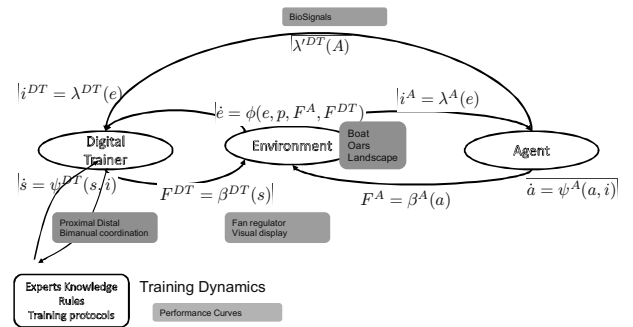 BioSignals
λ'^{DT}(A)
i^{DT} = λ^{DT}(e)
ė = φ(e, p, F^A, F^{DT})
i^A = λ^A(e)
Digital
Trainer
Environment
Boat
Oars
Landscape
Agent
ṡ = ψ^{DT}(s, i)
F^{DT} = β^{DT}(s)
F^A = β^A(a)
ȧ = ψ^A(a, i)
Proximal Distal
Bimanual coordination
Fan regulator
Visual display
Experts Knowledge
Rules
Training protocols
Training Dynamics
Performance Curves